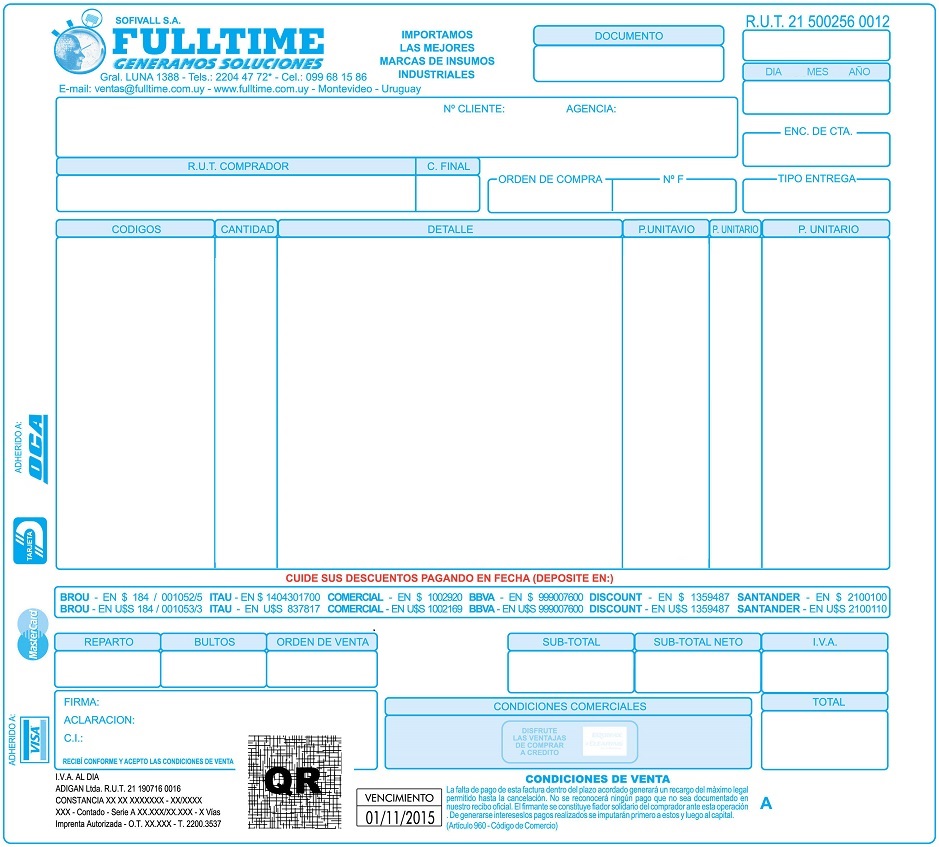 SOFIVALL S.A.
FULLTIME
GENERAMOS SOLUCIONES
Gral. LUNA 1388 - Tels.: 2204 47 72* - Cel.: 099 68 15 86
E-mail: ventas@fulltime.com.uy - www.fulltime.com.uy - Montevideo - Uruguay
IMPORTAMOS
LAS MEJORES
MARCAS DE INSUMOS
INDUSTRIALES
DOCUMENTO
R.U.T. 21 500256 0012
DIA MES AÑO
Nº CLIENTE: AGENCIA:
ENC. DE CTA.
R.U.T. COMPRADOR C. FINAL
ORDEN DE COMPRA Nº F
TIPO ENTREGA
CODIGOS CANTIDAD DETALLE P.UNITAVIO P. UNITARIO P. UNITARIO
ADHERIDO A:
OCA
TARJETA
MasterCard
ADHERIDO A:
VISA
CUIDE SUS DESCUENTOS PAGANDO EN FECHA (DEPOSITE EN:)
BROU - EN $ 184 / 001052/5 ITAU - EN $ 1404301700 COMERCIAL - EN $ 1002920 BBVA - EN $ 999007600 DISCOUNT - EN $ 1359487 SANTANDER - EN $ 2100100
BROU - EN U$S 184 / 001053/3 ITAU - EN U$S 837817 COMERCIAL - EN U$S 1002169 BBVA - EN U$S 999007600 DISCOUNT - EN U$S 1359487 SANTANDER - EN U$S 2100110
REPARTO BULTOS ORDEN DE VENTA
SUB-TOTAL SUB-TOTAL NETO I.V.A.
FIRMA:
ACLARACION:
C.I.:
RECIBÍ CONFORME Y ACEPTO LAS CONDICIONES DE VENTA
CONDICIONES COMERCIALES
TOTAL
DISFRUTE
LAS VENTAJAS
DE COMPRAR
A CREDITO
I.V.A. AL DIA
ADIGAN Ltda. R.U.T. 21 190716 0016
CONSTANCIA XX XX XXXXXXX - XX/XXXX
XXX - Contado - Serie A XX.XXX/XX.XXX - X Vías
Imprenta Autorizada - O.T. XX.XXX - T. 2200.3537
QR
VENCIMIENTO
01/11/2015
CONDICIONES DE VENTA
La falta de pago de esta factura dentro del plazo acordado generará un recargo del máximo legal
permitido hasta la cancelación. No se reconocerá ningún pago que no sea documentado en
nuestro recibo oficial. El firmante se constituye fiador solidario del comprador ante esta operación
. De generarse interesesíos pagos realizados se imputarán primero a estos y luego al capital.
(Artículo 960 - Código de Comercio)
A